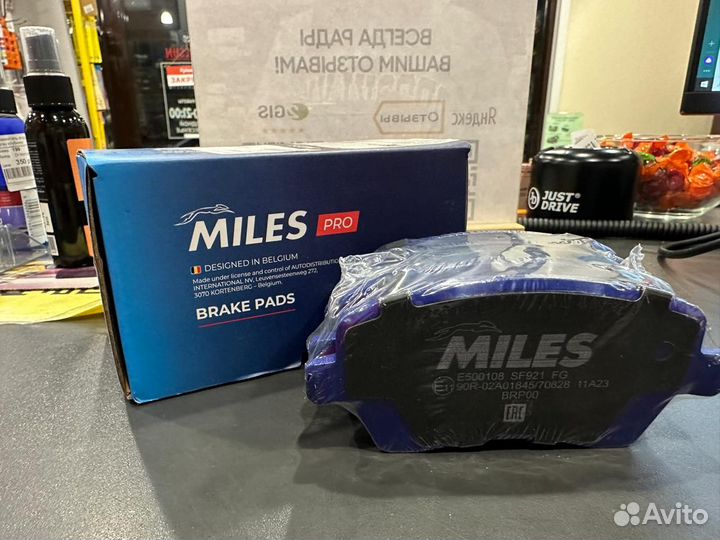 ВСЕГДА РАДЫ
ВАШИМ ОТЗЫВАМ!
GIS
Яндекс
ОТЗЫВЫ
MILES PRO
DESIGNED IN BELGIUM
Made under license and control of AUTODISTRIBUTION
INTERNATIONAL NV, Leuvensesteenweg 272,
3070 KORTENBERG – Belgium.
BRAKE PADS
JUST
DRIVE
MILES
E500108 SF921 FG
E11 90R-02A01845/70828 11A23
BRP00
EAC
Avito